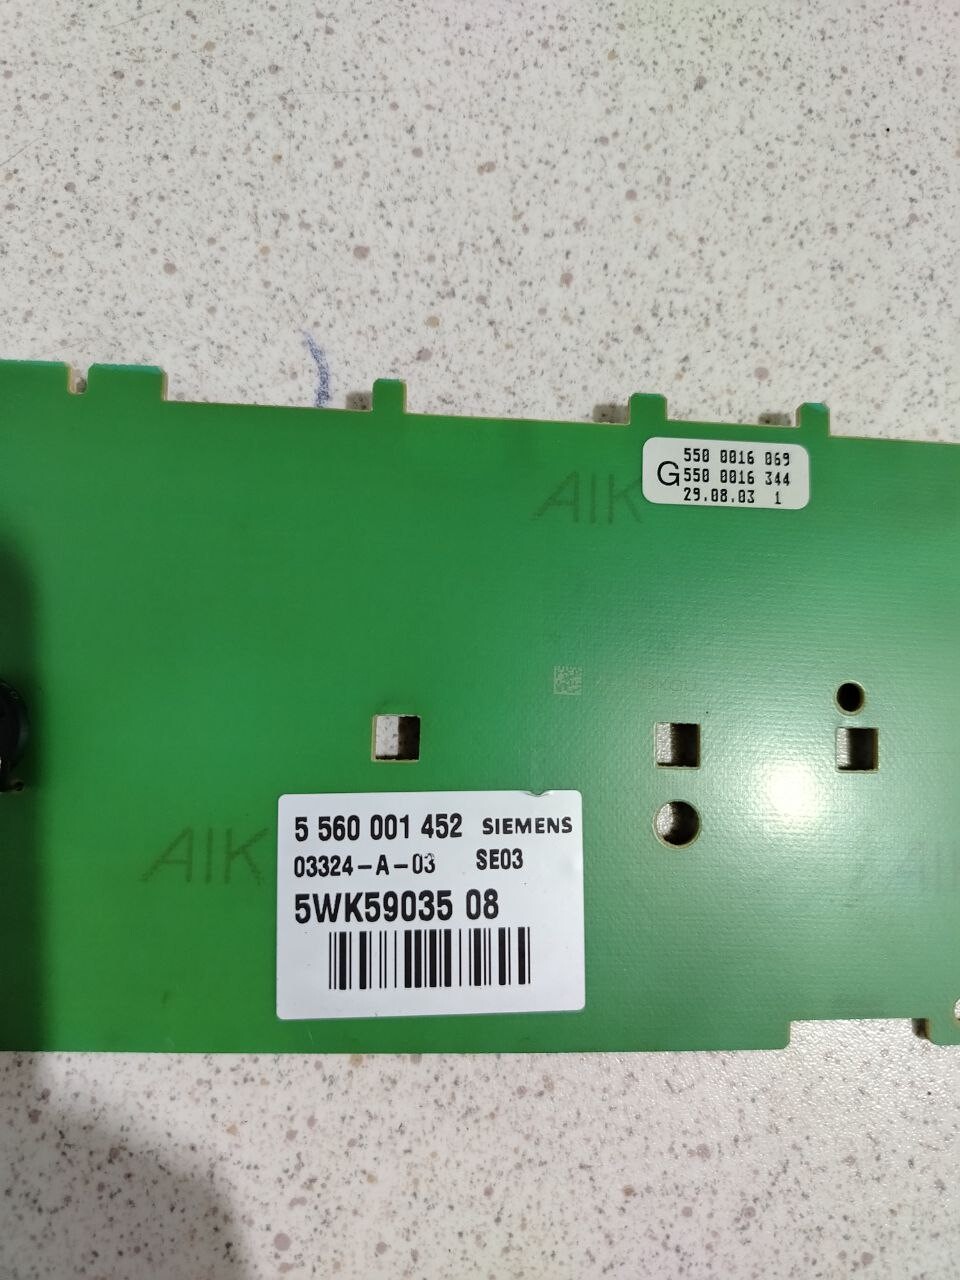 550 0016 069
G 550 0016 344
29.08.03 1
AIK
AIK
5 560 001 452 SIEMENS
03324-A-03 SE03
5WK59035 08